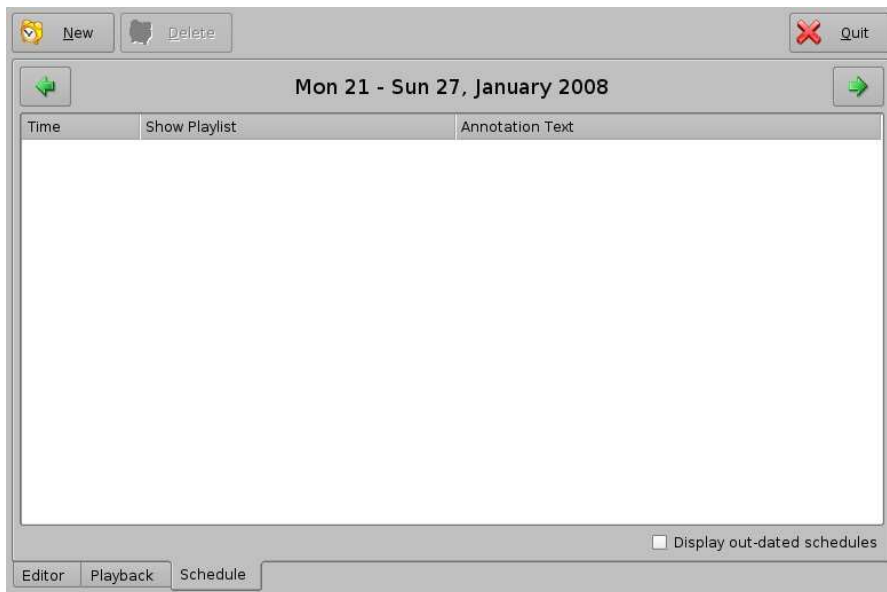 New Delete Quit
Mon 21 - Sun 27, January 2008
Time Show Playlist Annotation Text
Display out-dated schedules
Editor Playback Schedule